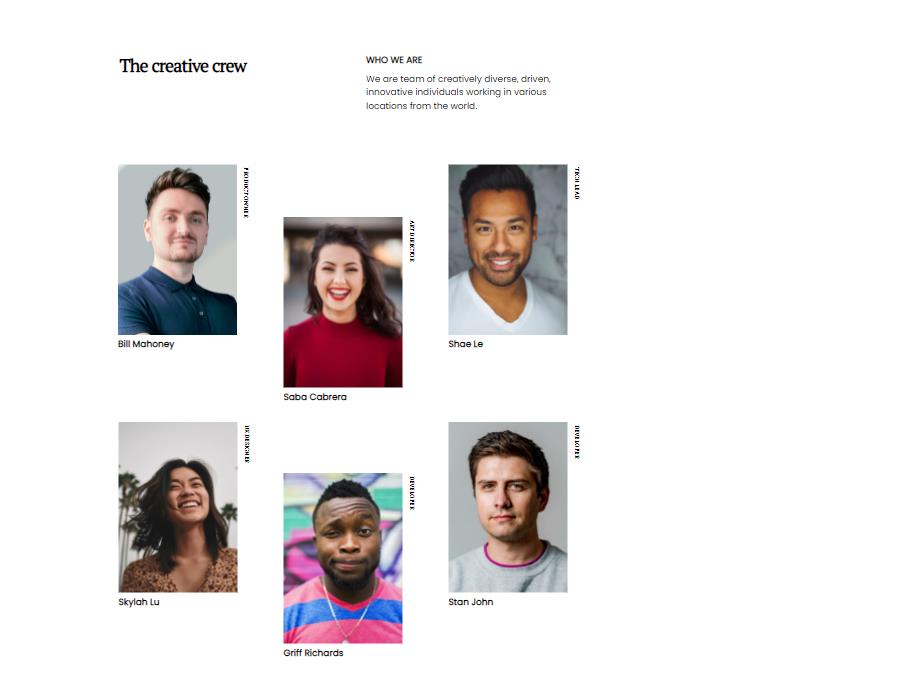 The creative crew
WHO WE ARE
We are team of creatively diverse, driven,
innovative individuals working in various
locations from the world.
PRODUCT OWNER
Bill Mahoney
ART DIRECTOR
Saba Cabrera
TECH LEAD
Shae Le
UX DESIGNER
Skylah Lu
DEVELOPER
Griff Richards
DEVELOPER
Stan John